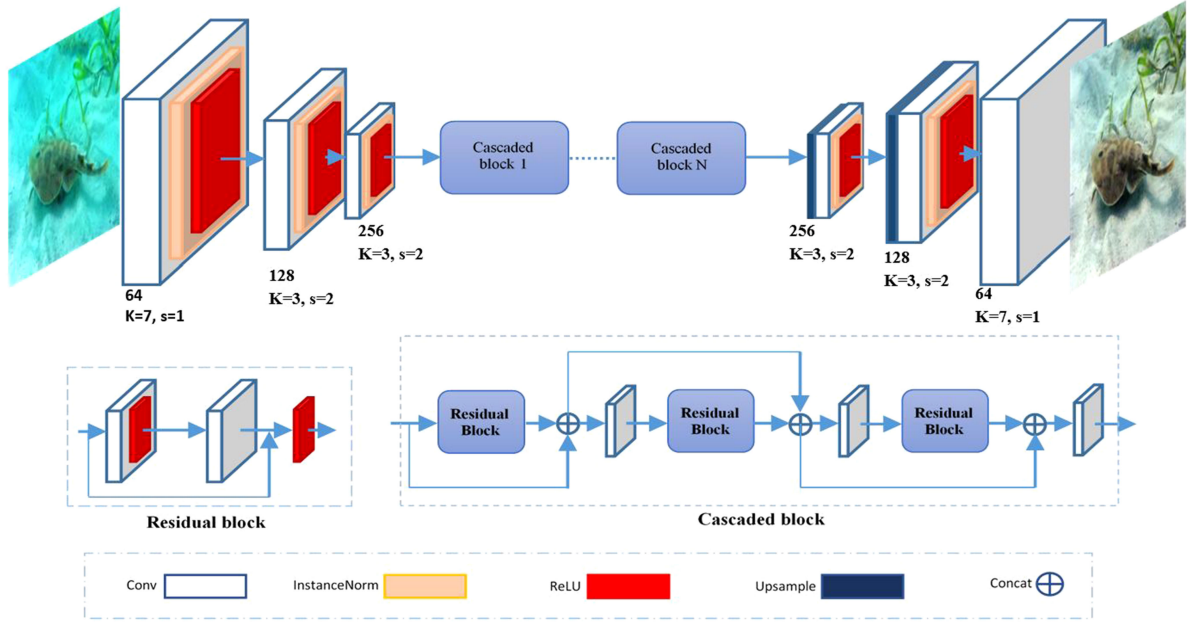 Cascaded
block 1
Cascaded
block N
64
K=7, s=1
128
K=3, s=2
256
K=3, s=2
256
K=3, s=2
128
K=3, s=2
64
K=7, s=1
Residual
Block
Residual
Block
Residual
Block
Residual block
Cascaded block
Conv
InstanceNorm
ReLU
Upsample
Concat